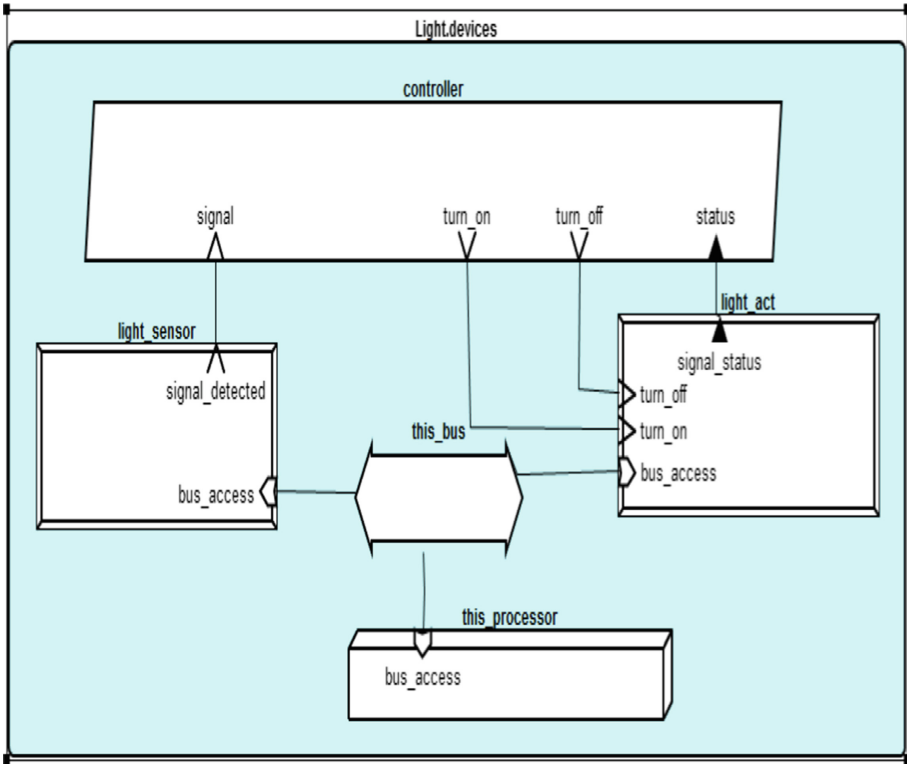 Light.devices
controller
signal
turn_on
turn_off
status
light_sensor
light_act
signal_detected
signal_status
turn_off
turn_on
this_bus
bus_access
bus_access
this_processor
bus_access